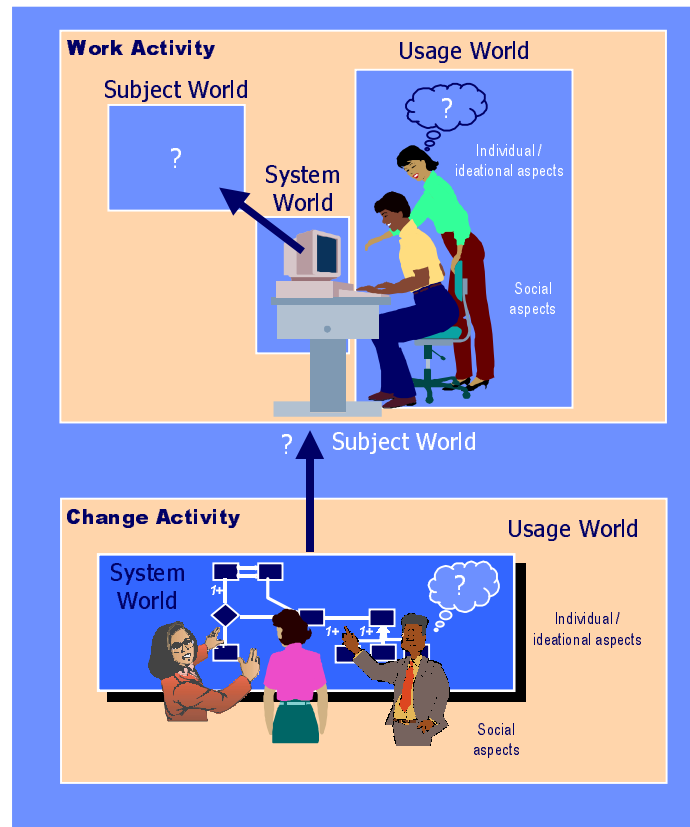 Work Activity
Usage World
Subject World
?
?
Individual /
ideational aspects
System
World
Social
aspects
? Subject World
Change Activity
Usage World
System
World
?
1+
1+
1+
Individual /
ideational aspects
Social
aspects